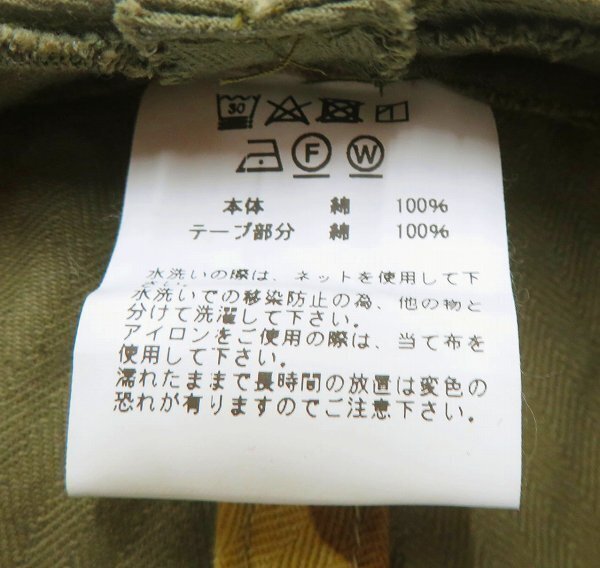 30
F W
本体 綿 100%
テープ部分 綿 100%
水洗いの際は、ネットを使用して下
水洗いでの移染防止の為、他の物と
分けて洗濯して下さい。
アイロンをご使用の際は、当て布を
使用して下さい。
濡れたままで長時間の放置は変色の
恐れが有りますのでご注意下さい。